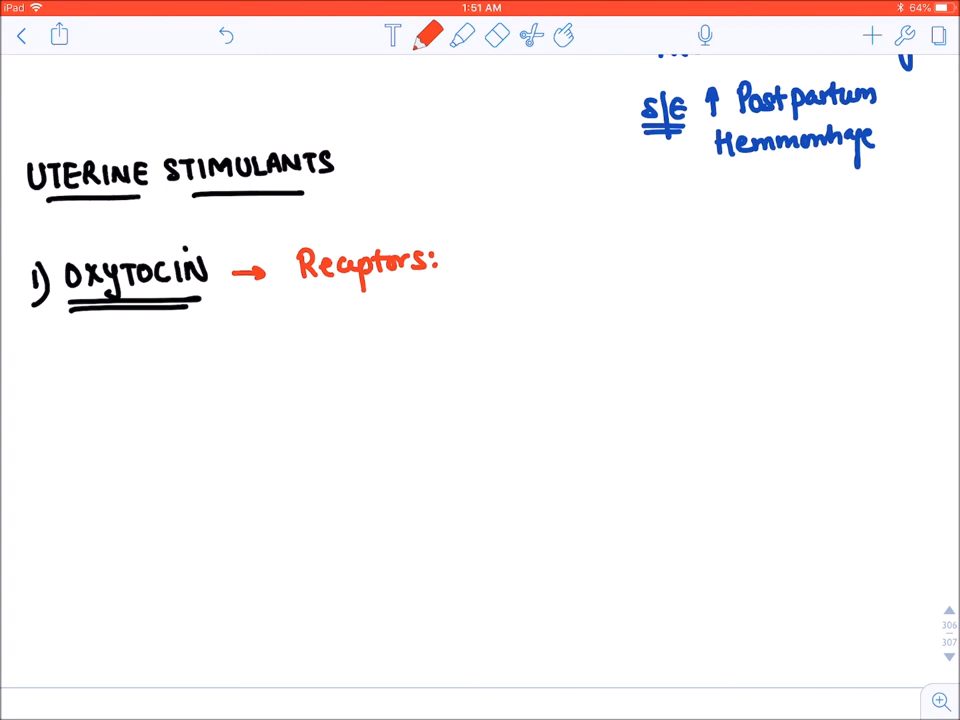 iPad 1:51 AM 64%
T
S/E ↑ Postpartum
Hemmorrhage
UTERINE STIMULANTS
1) OXYTOCIN → Receptors:
306
307